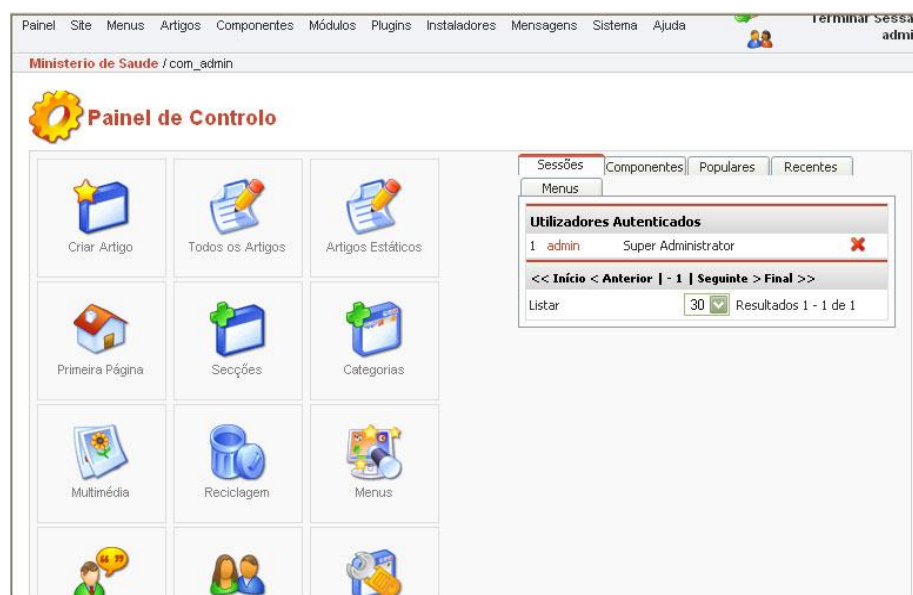 Painel Site Menus Artigos Componentes Módulos Plugins Instaladores Mensagens Sistema Ajuda
Terminar Sessa
admi
Ministerio de Saude / com_admin
Painel de Controlo
Sessões Componentes Populares Recentes
Menus
Utilizadores Autenticados
1 admin Super Administrator
<< Início < Anterior | - 1 | Seguinte > Final >>
Listar 30 Resultados 1 - 1 de 1
Criar Artigo Todos os Artigos Artigos Estáticos
Primeira Página Secções Categorias
Multimédia Reciclagem Menus